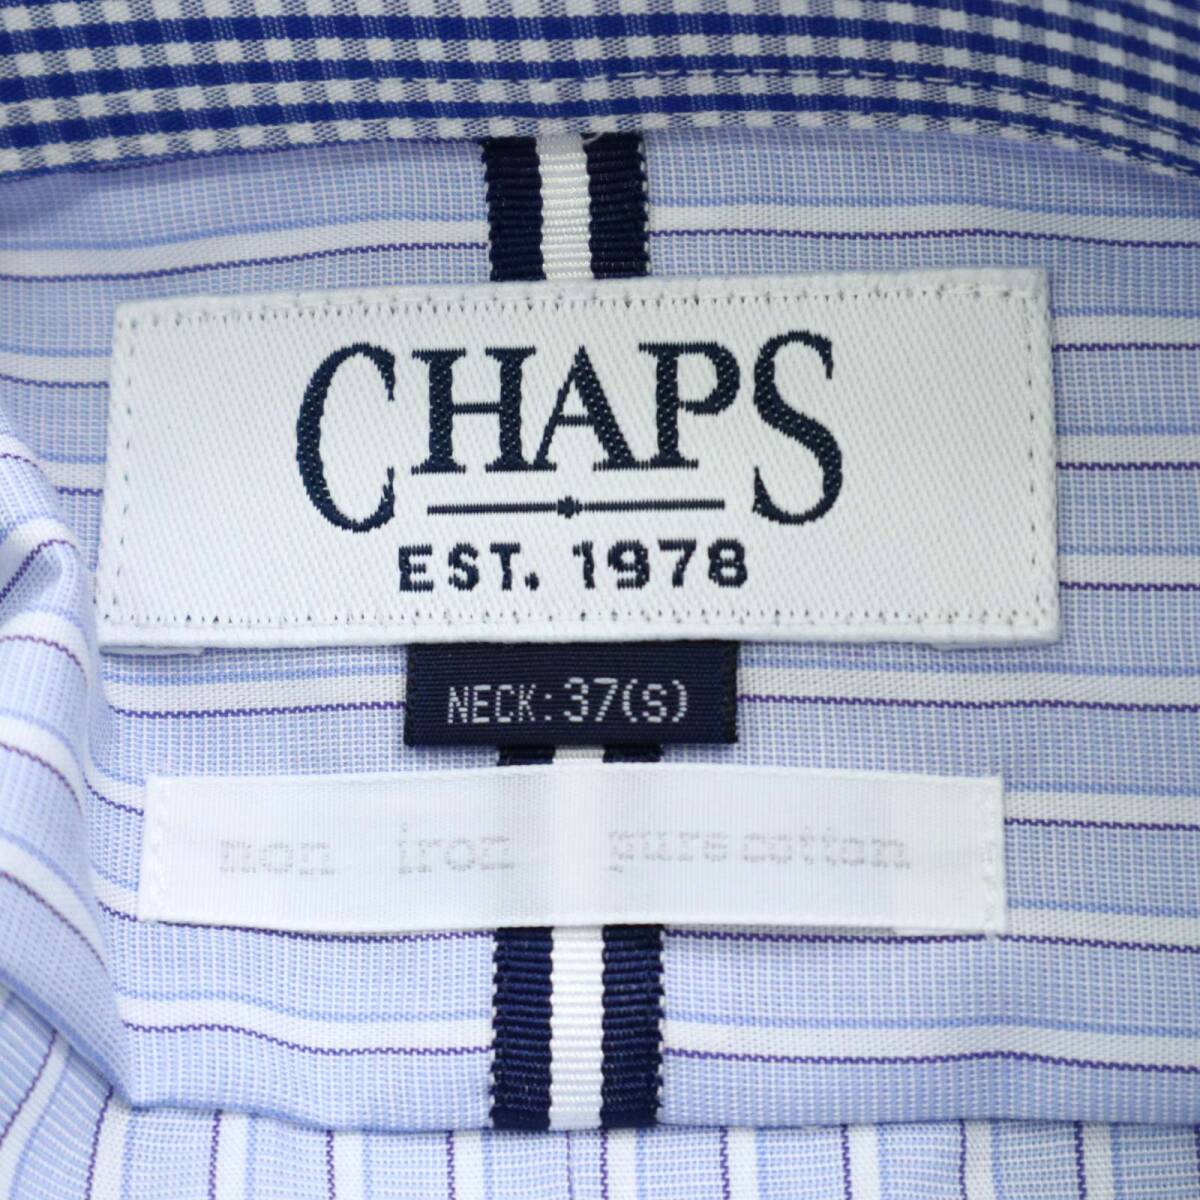 CHAPS
EST. 1978
NECK: 37(S)
non iron pure cotton